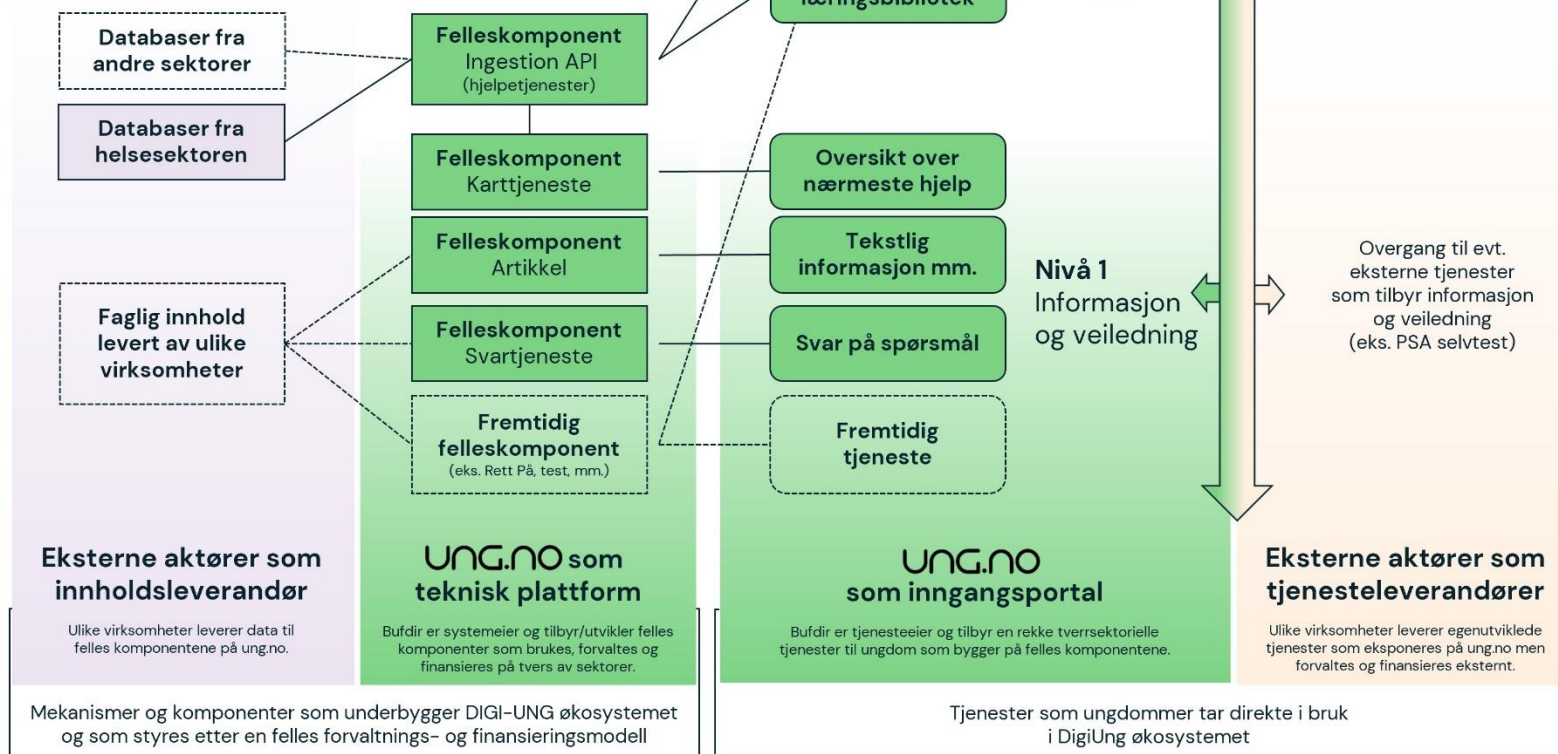 læringsbibliotek
Databaser fra
andre sektorer
Felleskomponent
Ingestion API
(hjelpetjenester)
Databaser fra
helsesektoren
Felleskomponent
Karttjeneste
Oversikt over
nærmeste hjelp
Felleskomponent
Artikkel
Tekstlig
informasjon mm.
Nivå 1
Informasjon
og veiledning
Overgang til evt.
eksterne tjenester
som tilbyr informasjon
og veiledning
(eks. PSA selvtest)
Faglig innhold
levert av ulike
virksomheter
Felleskomponent
Svartjeneste
Svar på spørsmål
Fremtidig
felleskomponent
(eks. Rett På, test, mm.)
Fremtidig
tjeneste
Eksterne aktører som
innholdsleverandør
Ulike virksomheter leverer data til
felles komponentene på ung.no.
UNG.NO som
teknisk plattform
Bufdir er systemeier og tilbyr/utvikler felles
komponenter som brukes, forvaltes og
finansieres på tvers av sektorer.
UNG.NO
som inngangsportal
Bufdir er tjenesteeier og tilbyr en rekke tverrsektorielle
tjenester til ungdom som bygger på felles komponentene.
Eksterne aktører som
tjenesteleverandører
Ulike virksomheter leverer egenutviklede
tjenester som eksponeres på ung.no men
forvaltes og finansieres eksternt.
Mekanismer og komponenter som underbygger DIGI-UNG økosystemet
og som styres etter en felles forvaltnings- og finansieringsmodell
Tjenester som ungdommer tar direkte i bruk
i DigiUng økosystemet